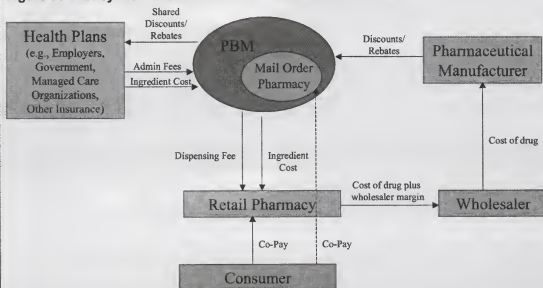 Shared
Discounts/
Rebates
Health Plans
(e.g., Employers,
Government,
Managed Care
Organizations,
Other Insurance)
Admin Fees
Ingredient Cost
PBM
Mail Order
Pharmacy
Discounts/
Rebates
Pharmaceutical
Manufacturer
Cost of drug
Dispensing Fee
Ingredient
Cost
Retail Pharmacy
Cost of drug plus
wholesaler margin
Wholesaler
Co-Pay
Co-Pay
Consumer